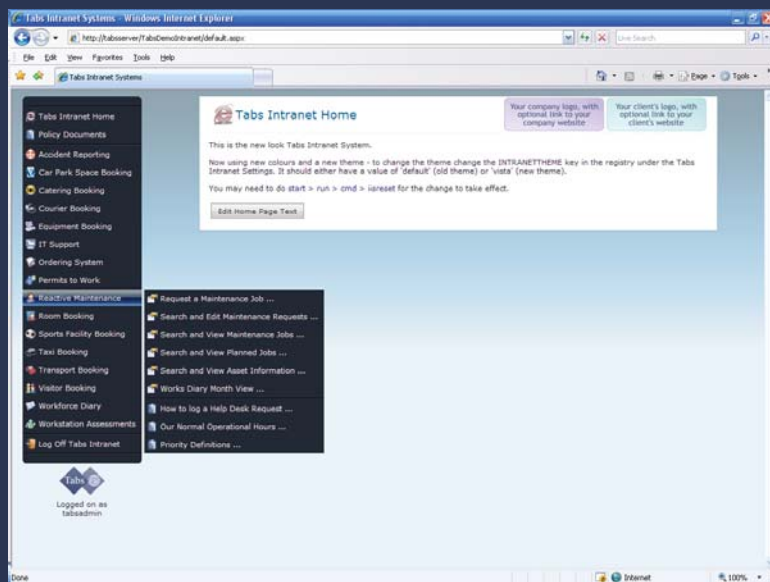 Tabs Intranet Systems - Windows Internet Explorer
http://tabsserver/TabsDemoIntranet/default.aspx
Live Search
File Edit View Favorites Tools Help
Tabs Intranet Systems
Page Tools
Tabs Intranet Home
Policy Documents
Accident Reporting
Car Park Space Booking
Catering Booking
Courier Booking
Equipment Booking
IT Support
Ordering System
Permits to Work
Reactive Maintenance
Room Booking
Sports Facility Booking
Taxi Booking
Transport Booking
Visitor Booking
Workforce Diary
Workstation Assessments
Log Off Tabs Intranet
Request a Maintenance Job ...
Search and Edit Maintenance Requests ...
Search and View Maintenance Jobs ...
Search and View Planned Jobs ...
Search and View Asset Information ...
Works Diary Month View ...
How to log a Help Desk Request ...
Our Normal Operational Hours ...
Priority Definitions ...
Tabs
Logged on as
tabsadmin
Tabs Intranet Home
Your company logo, with
optional link to your
company website
Your client's logo, with
optional link to your
client's website
This is the new look Tabs Intranet System.
Now using new colours and a new theme - to change the theme change the INTRANETTHEME key in the registry under the Tabs
Intranet Settings. It should either have a value of 'default' (old theme) or 'vista' (new theme).
You may need to do start > run > cmd > iisreset for the change to take effect.
Edit Home Page Text
Done
Internet
100%